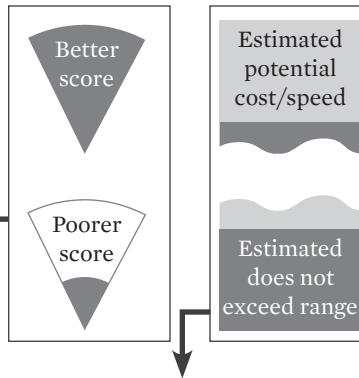 Better
score
Poorer
score
Estimated
potential
cost/speed
Estimated
does not
exceed range